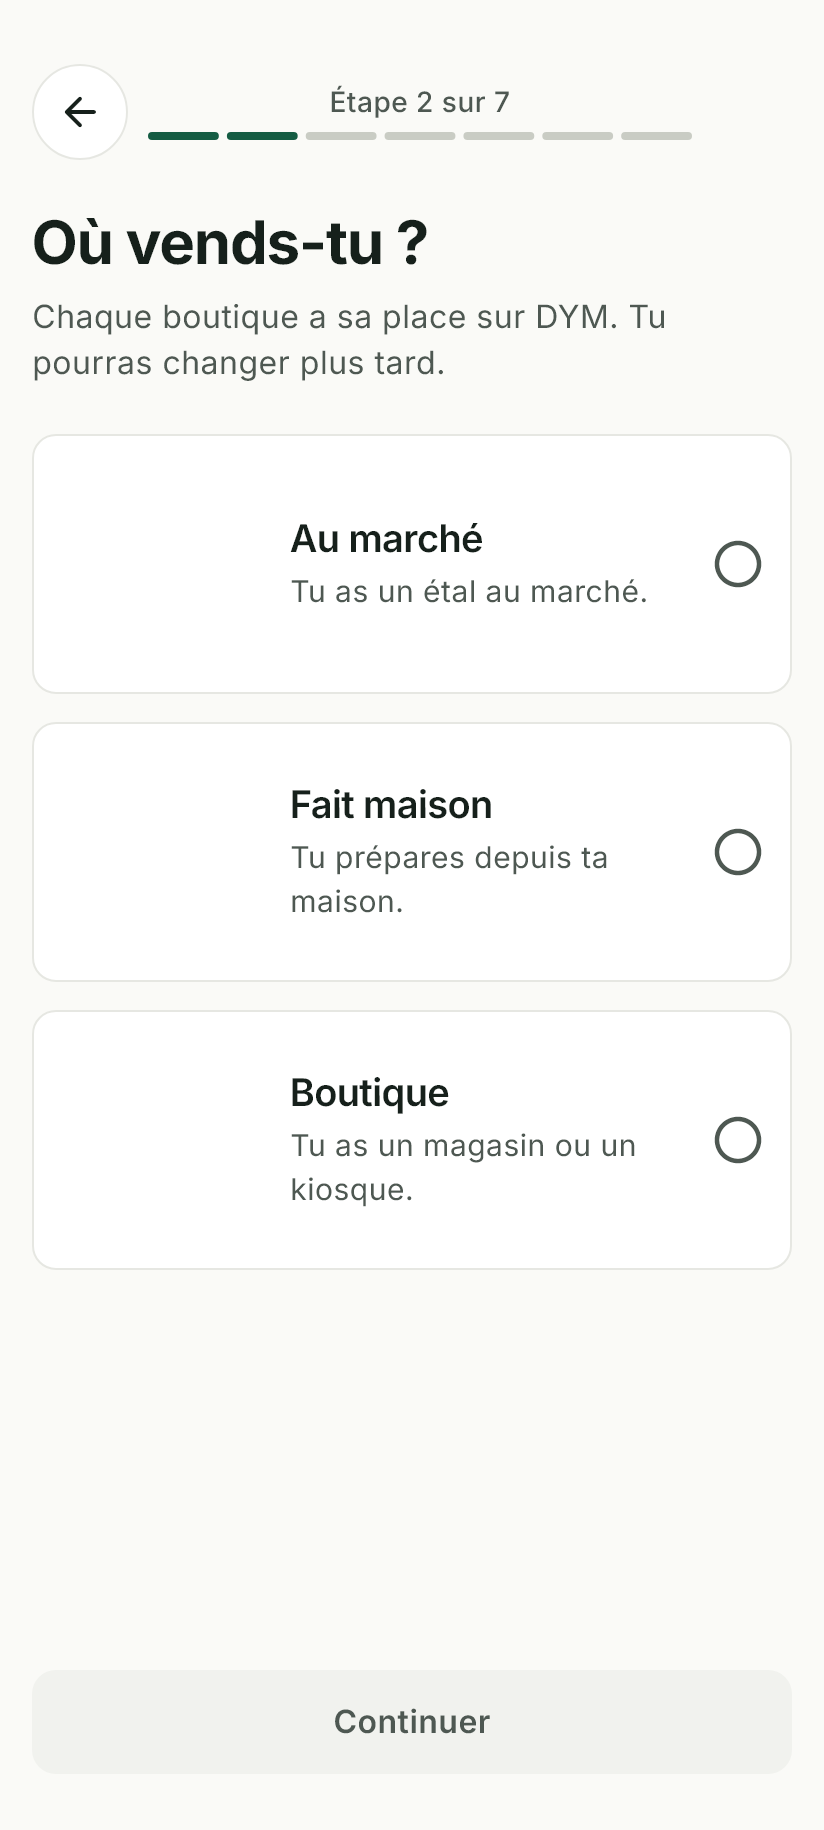 Étape 2 sur 7
Où vends-tu ?
Chaque boutique a sa place sur DYM. Tu
pourras changer plus tard.
Au marché
Tu as un étal au marché.
Fait maison
Tu prépares depuis ta
maison.
Boutique
Tu as un magasin ou un
kiosque.
Continuer